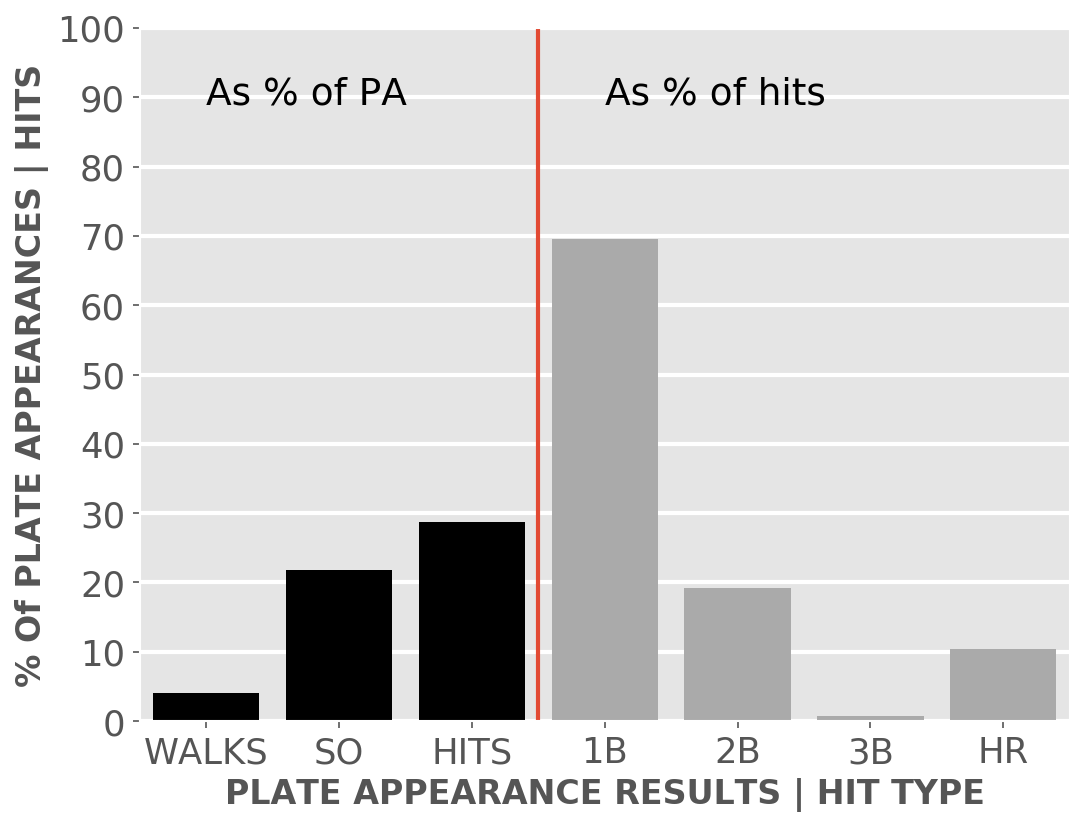 100
90
80
70
60
50
40
30
20
10
0
% Of PLATE APPEARANCES | HITS
As % of PA
As % of hits
WALKS SO HITS 1B 2B 3B HR
PLATE APPEARANCE RESULTS | HIT TYPE